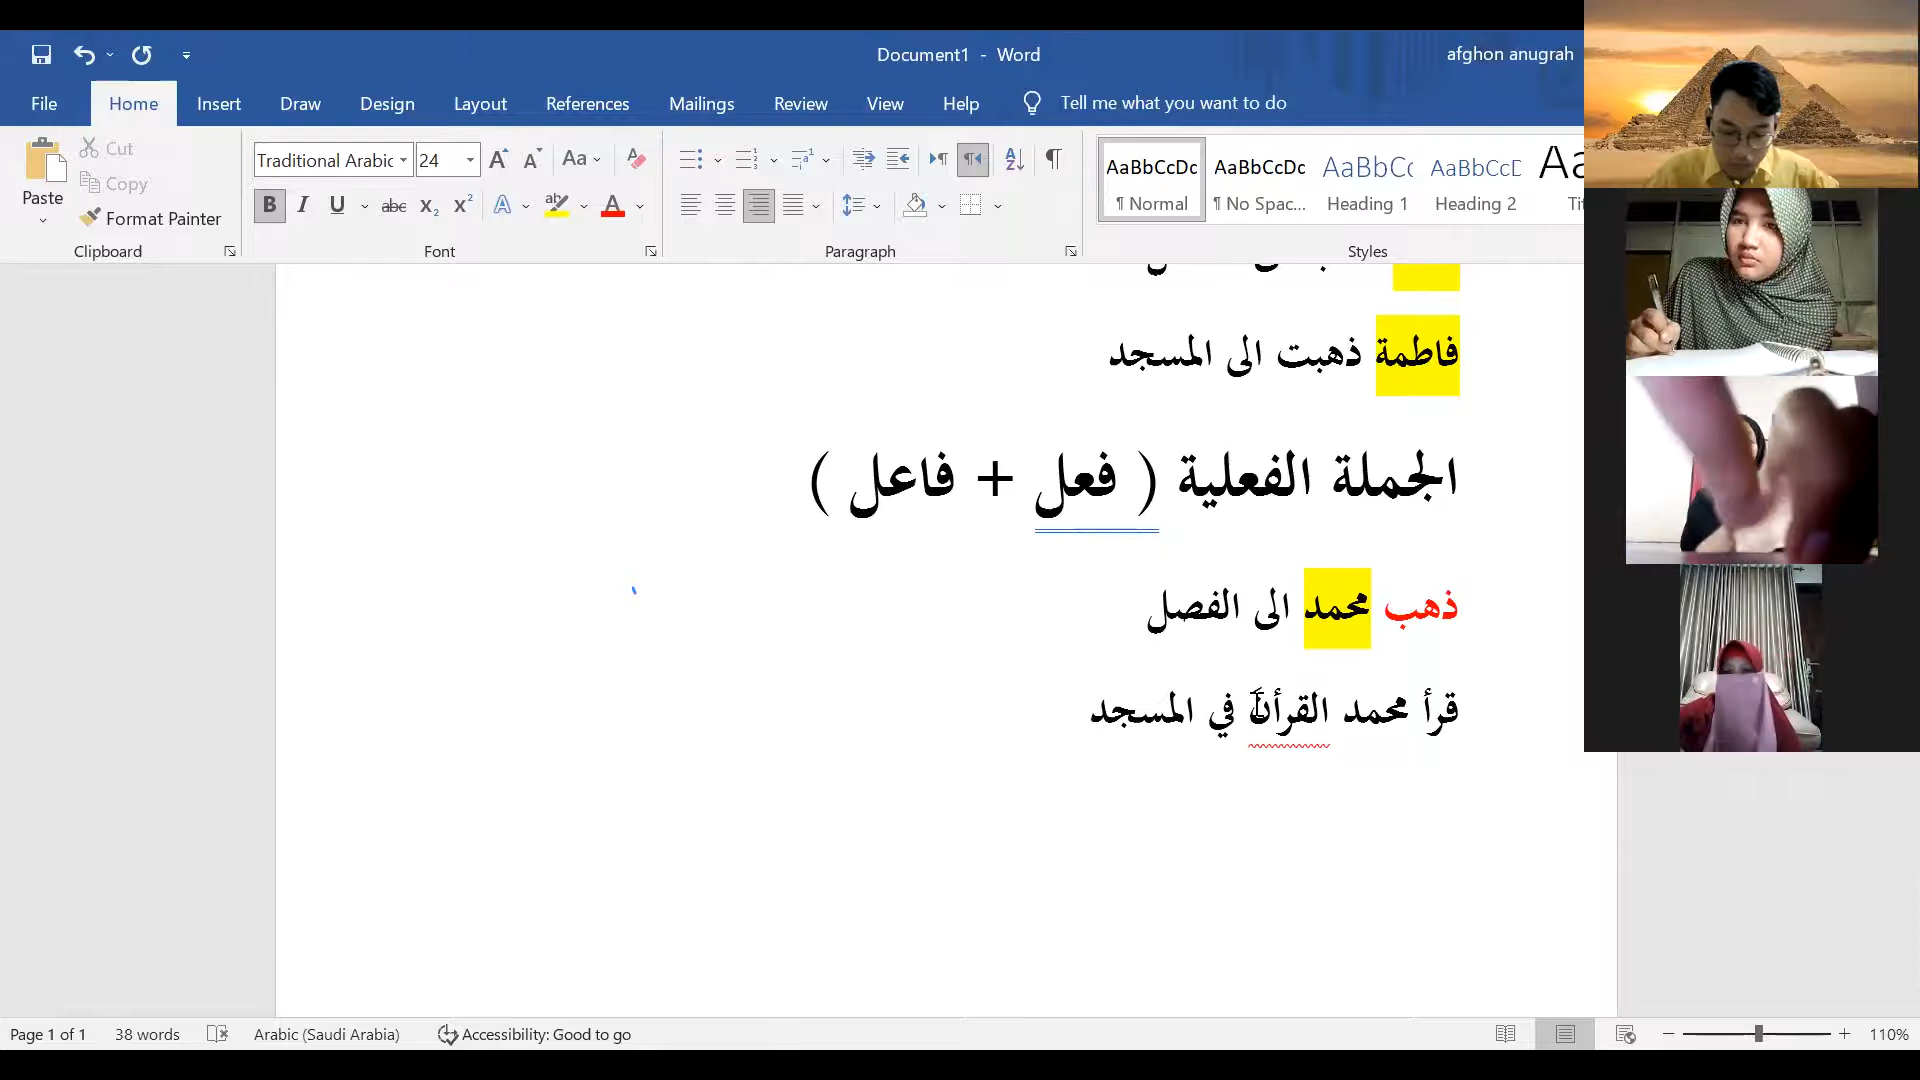 Document1 - Word
afghon anugrah
File Home Insert Draw Design Layout References Mailings Review View Help Tell me what you want to do
Paste
Cut
Copy
Format Painter
Clipboard
Traditional Arabic 24
Font
Paragraph
AaBbCcDc AaBbCcDc AaBbCc AaBbCcD Aa
¶ Normal ¶ No Spac... Heading 1 Heading 2
Styles
فاطمة ذهبت الى المسجد
الجملة الفعلية ( فعل + فاعل )
ذهب محمد الى الفصل
قرأ محمد القرأنَ في المسجد
Page 1 of 1 38 words Arabic (Saudi Arabia) Accessibility: Good to go 110%